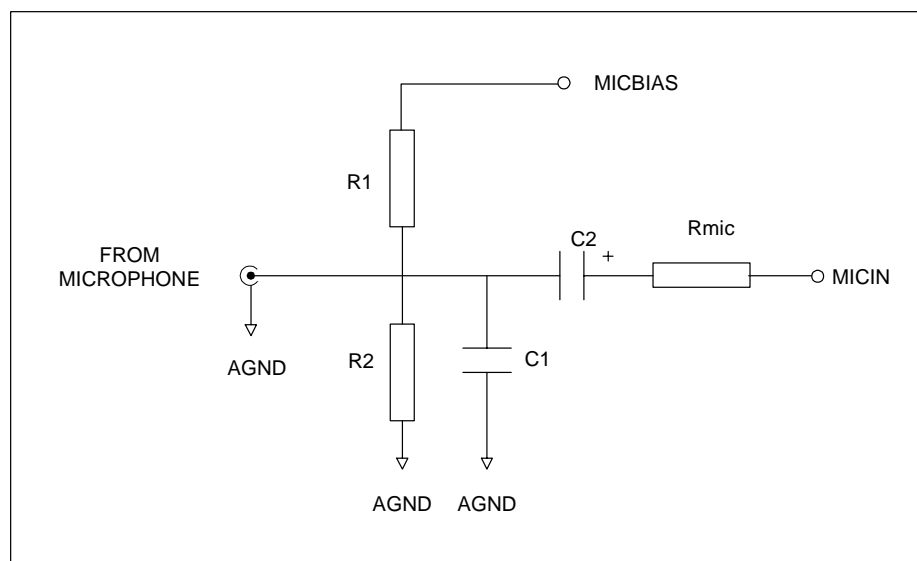 MICBIAS
R1
Rmic
C2
+
FROM
MICROPHONE
MICIN
AGND
R2
C1
AGND
AGND